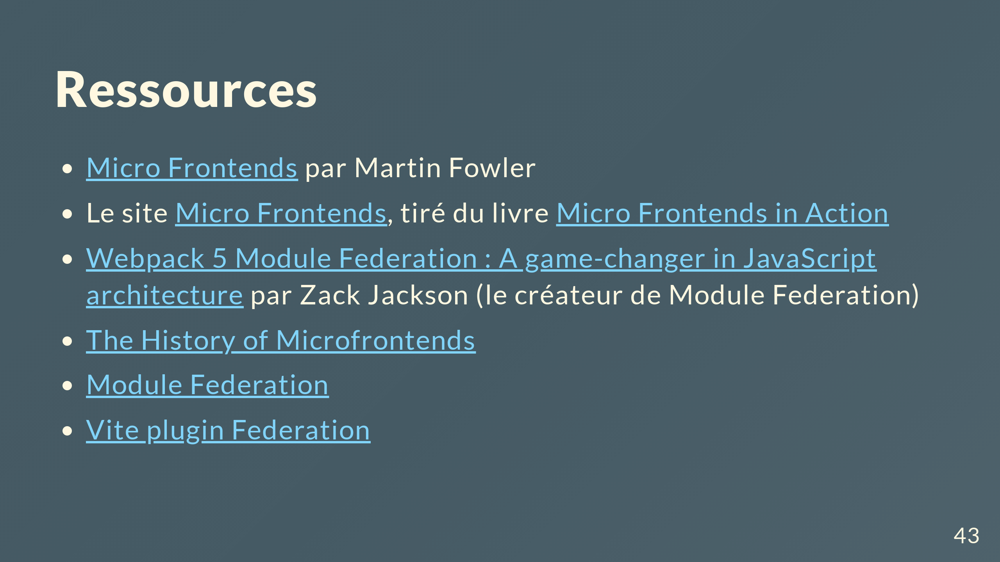 Ressources
• Micro Frontends par Martin Fowler
• Le site Micro Frontends, tiré du livre Micro Frontends in Action
• Webpack 5 Module Federation : A game-changer in JavaScript
architecture par Zack Jackson (le créateur de Module Federation)
• The History of Microfrontends
• Module Federation
• Vite plugin Federation
43